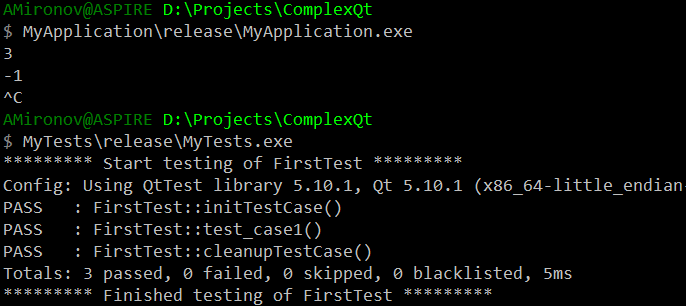 AMironov@ASPIRE D:\Projects\ComplexQt
$ MyApplication\release\MyApplication.exe
3
-1
^C
AMironov@ASPIRE D:\Projects\ComplexQt
$ MyTests\release\MyTests.exe
********* Start testing of FirstTest *********
Config: Using QtTest library 5.10.1, Qt 5.10.1 (x86_64-little_endian-
PASS   : FirstTest::initTestCase()
PASS   : FirstTest::test_case1()
PASS   : FirstTest::cleanupTestCase()
Totals: 3 passed, 0 failed, 0 skipped, 0 blacklisted, 5ms
********* Finished testing of FirstTest *********